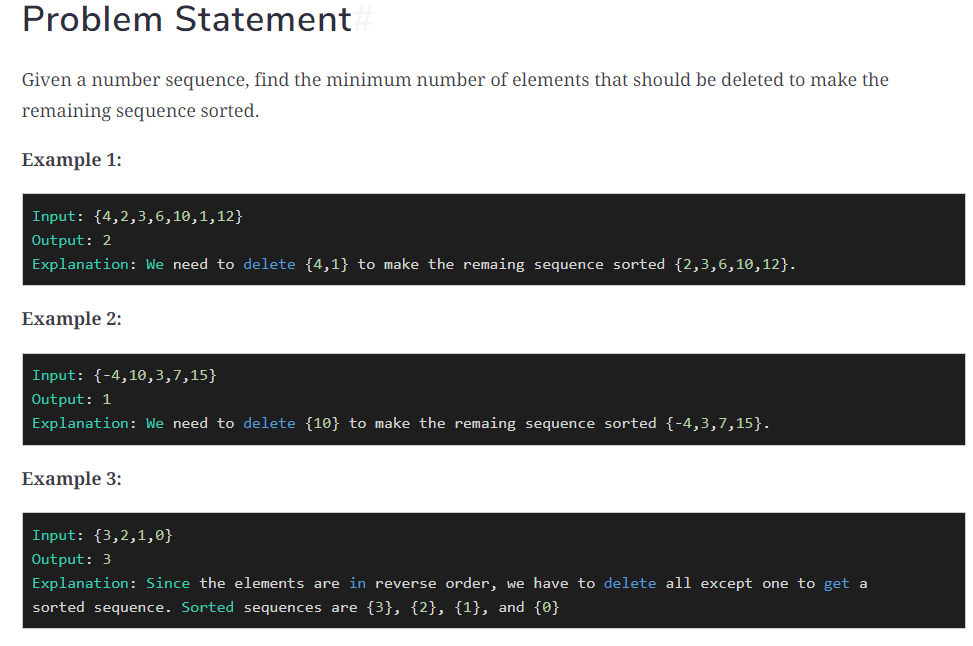 Problem Statement#
Given a number sequence, find the minimum number of elements that should be deleted to make the
remaining sequence sorted.
Example 1:
Input: {4,2,3,6,10,1,12}
Output: 2
Explanation: We need to delete {4,1} to make the remaing sequence sorted {2,3,6,10,12}.
Example 2:
Input: {-4,10,3,7,15}
Output: 1
Explanation: We need to delete {10} to make the remaing sequence sorted {-4,3,7,15}.
Example 3:
Input: {3,2,1,0}
Output: 3
Explanation: Since the elements are in reverse order, we have to delete all except one to get a
sorted sequence. Sorted sequences are {3}, {2}, {1}, and {0}